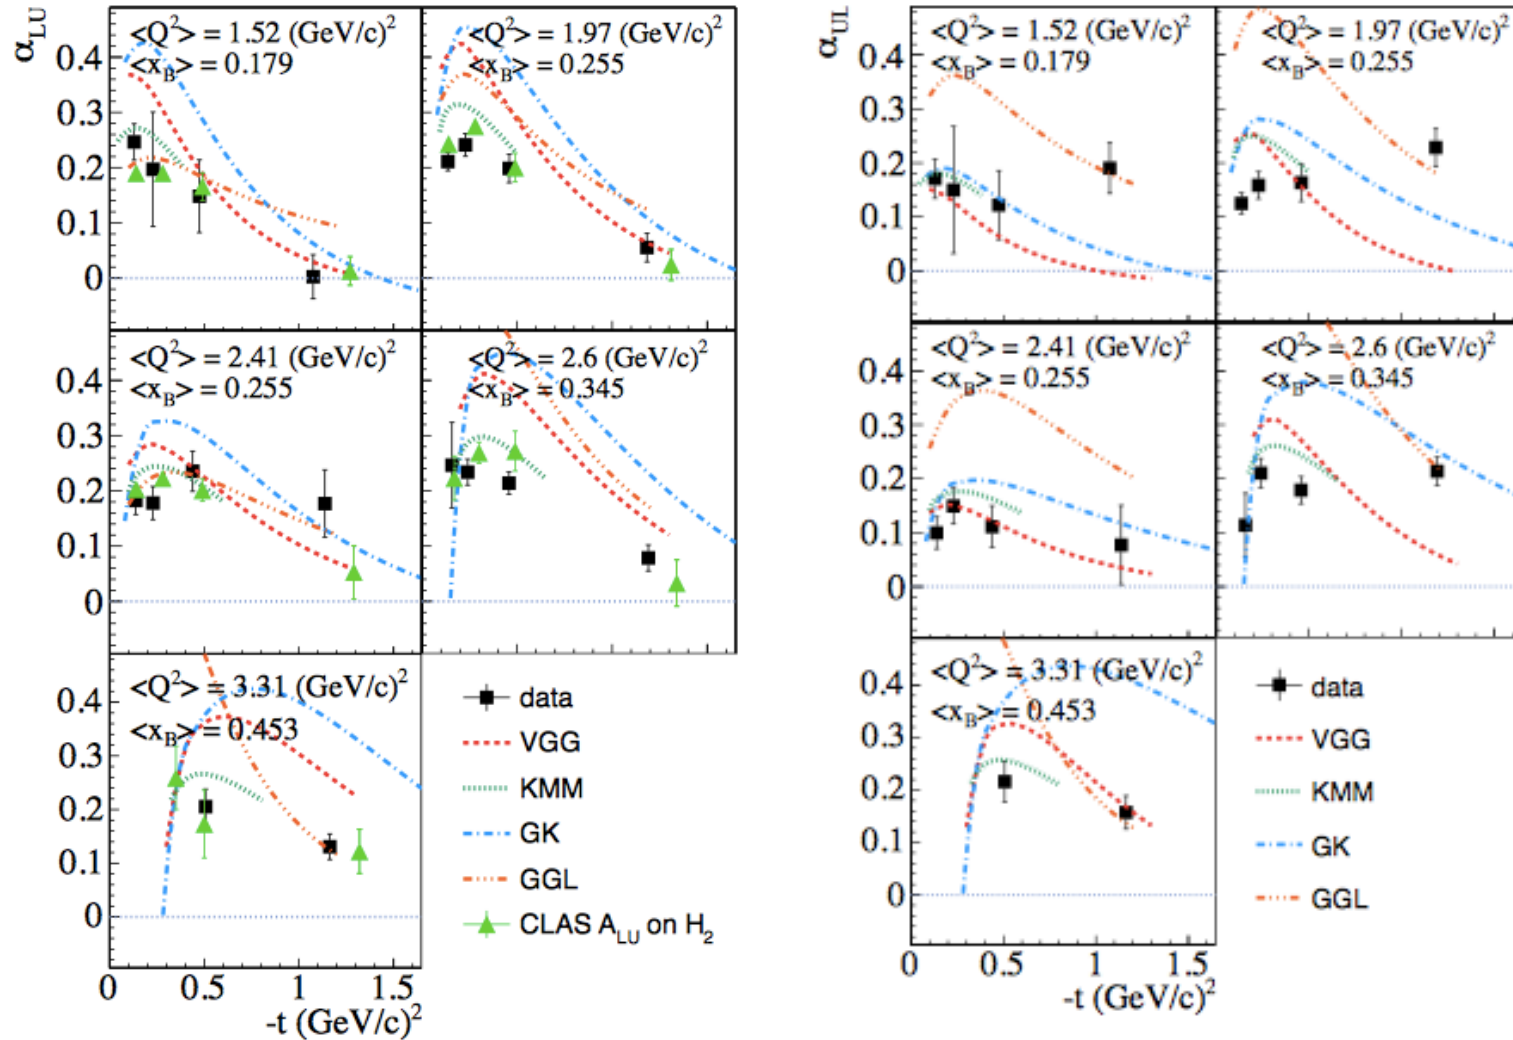 α_LU
<Q²> = 1.52 (GeV/c)²
<x_B> = 0.179
<Q²> = 1.97 (GeV/c)²
<x_B> = 0.255
0.4
0.3
0.2
0.1
0
<Q²> = 2.41 (GeV/c)²
<x_B> = 0.255
<Q²> = 2.6 (GeV/c)²
<x_B> = 0.345
0.4
0.3
0.2
0.1
0
<Q²> = 3.31 (GeV/c)²
<x_B> = 0.453
0.4
0.3
0.2
0.1
0
0 0.5 1 1.5
-t (GeV/c)²
data
VGG
KMM
GK
GGL
CLAS A_LU on H₂
α_UL
<Q²> = 1.52 (GeV/c)²
<x_B> = 0.179
<Q²> = 1.97 (GeV/c)²
<x_B> = 0.255
0.4
0.3
0.2
0.1
0
<Q²> = 2.41 (GeV/c)²
<x_B> = 0.255
<Q²> = 2.6 (GeV/c)²
<x_B> = 0.345
0.4
0.3
0.2
0.1
0
<Q²> = 3.31 (GeV/c)²
<x_B> = 0.453
0.4
0.3
0.2
0.1
0
0 0.5 1 1.5
-t (GeV/c)²
data
VGG
KMM
GK
GGL